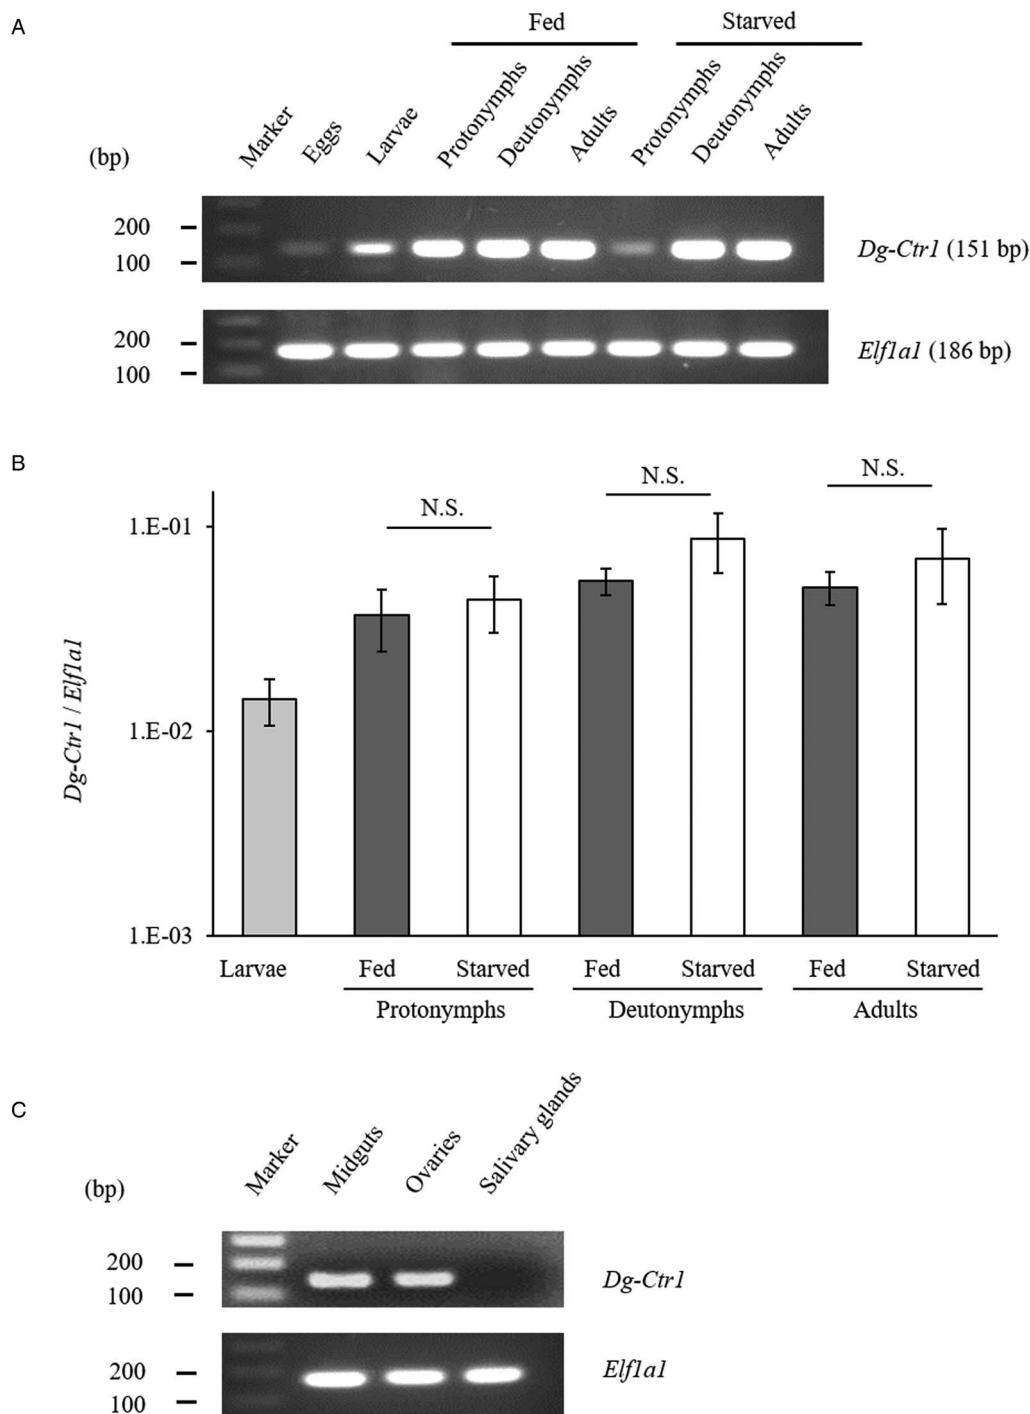 A
Fed
Starved
Marker
Eggs
Larvae
Protonymphs
Deutonymphs
Adults
Protonymphs
Deutonymphs
Adults
(bp)
200
100
Dg-Ctr1 (151 bp)
200
100
Elf1a1 (186 bp)
B
N.S.
N.S.
N.S.
1.E-01
1.E-02
1.E-03
Dg-Ctr1 / Elf1a1
Larvae
Fed
Starved
Fed
Starved
Fed
Starved
Protonymphs
Deutonymphs
Adults
C
Marker
Midguts
Ovaries
Salivary glands
(bp)
200
100
Dg-Ctr1
200
100
Elf1a1